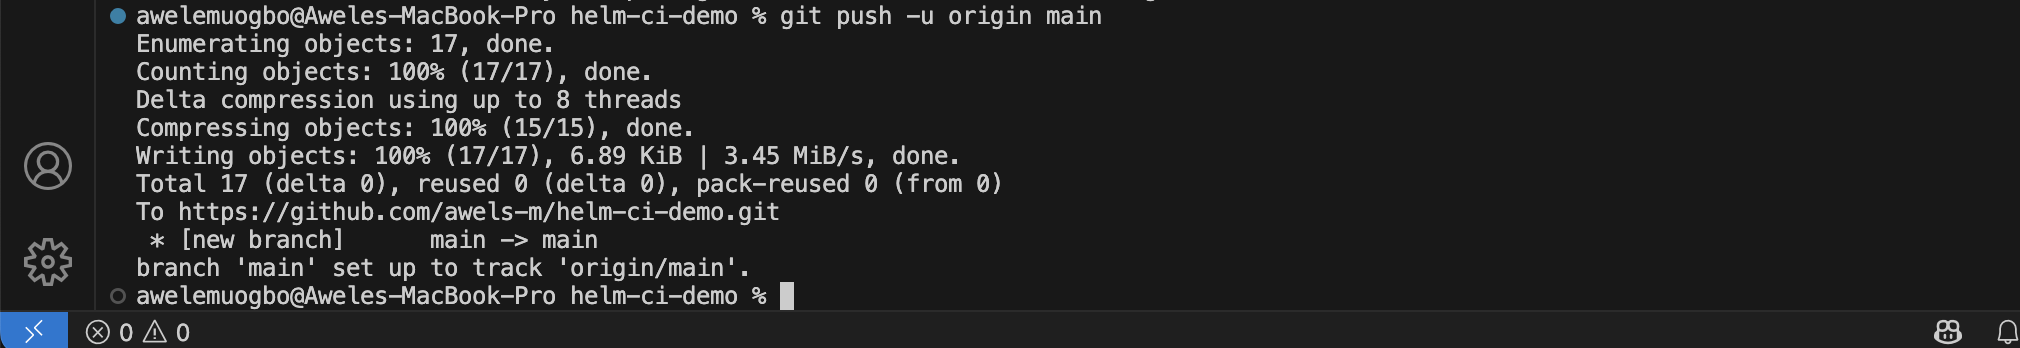 awelemuogbo@Aweles-MacBook-Pro helm-ci-demo % git push -u origin main
Enumerating objects: 17, done.
Counting objects: 100% (17/17), done.
Delta compression using up to 8 threads
Compressing objects: 100% (15/15), done.
Writing objects: 100% (17/17), 6.89 KiB | 3.45 MiB/s, done.
Total 17 (delta 0), reused 0 (delta 0), pack-reused 0 (from 0)
To https://github.com/awels-m/helm-ci-demo.git
 * [new branch]      main -> main
branch 'main' set up to track 'origin/main'.
awelemuogbo@Aweles-MacBook-Pro helm-ci-demo %
0 0